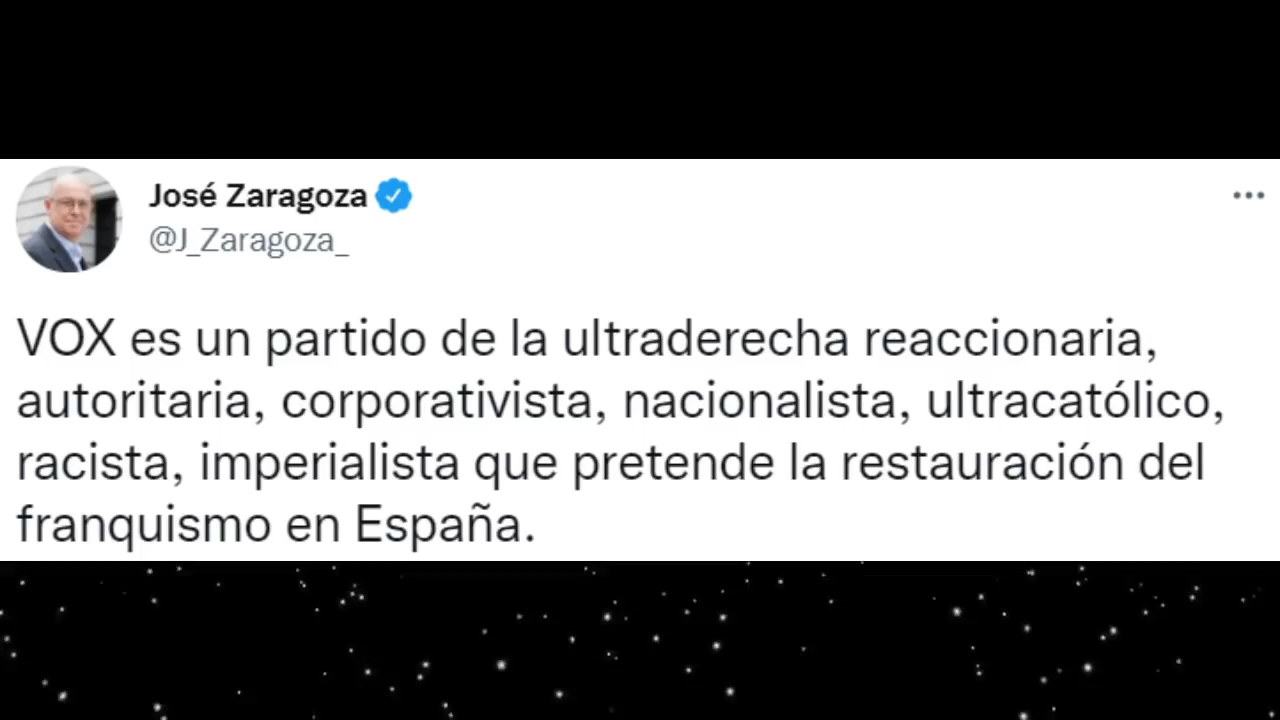 José Zaragoza
@J_Zaragoza_
VOX es un partido de la ultraderecha reaccionaria,
autoritaria, corporativista, nacionalista, ultracatólico,
racista, imperialista que pretende la restauración del
franquismo en España.